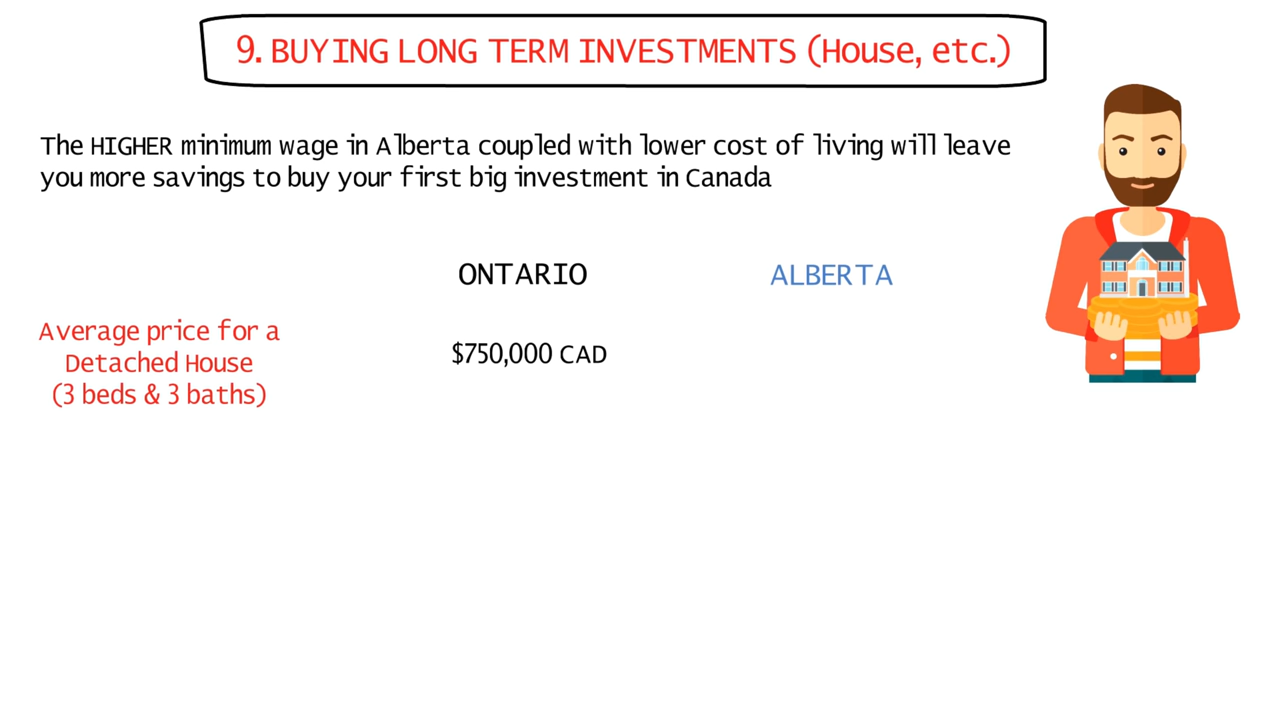 9. BUYING LONG TERM INVESTMENTS (House, etc.)
The HIGHER minimum wage in Alberta coupled with lower cost of living will leave
you more savings to buy your first big investment in Canada
ONTARIO
ALBERTA
Average price for a
Detached House
(3 beds & 3 baths)
$750,000 CAD